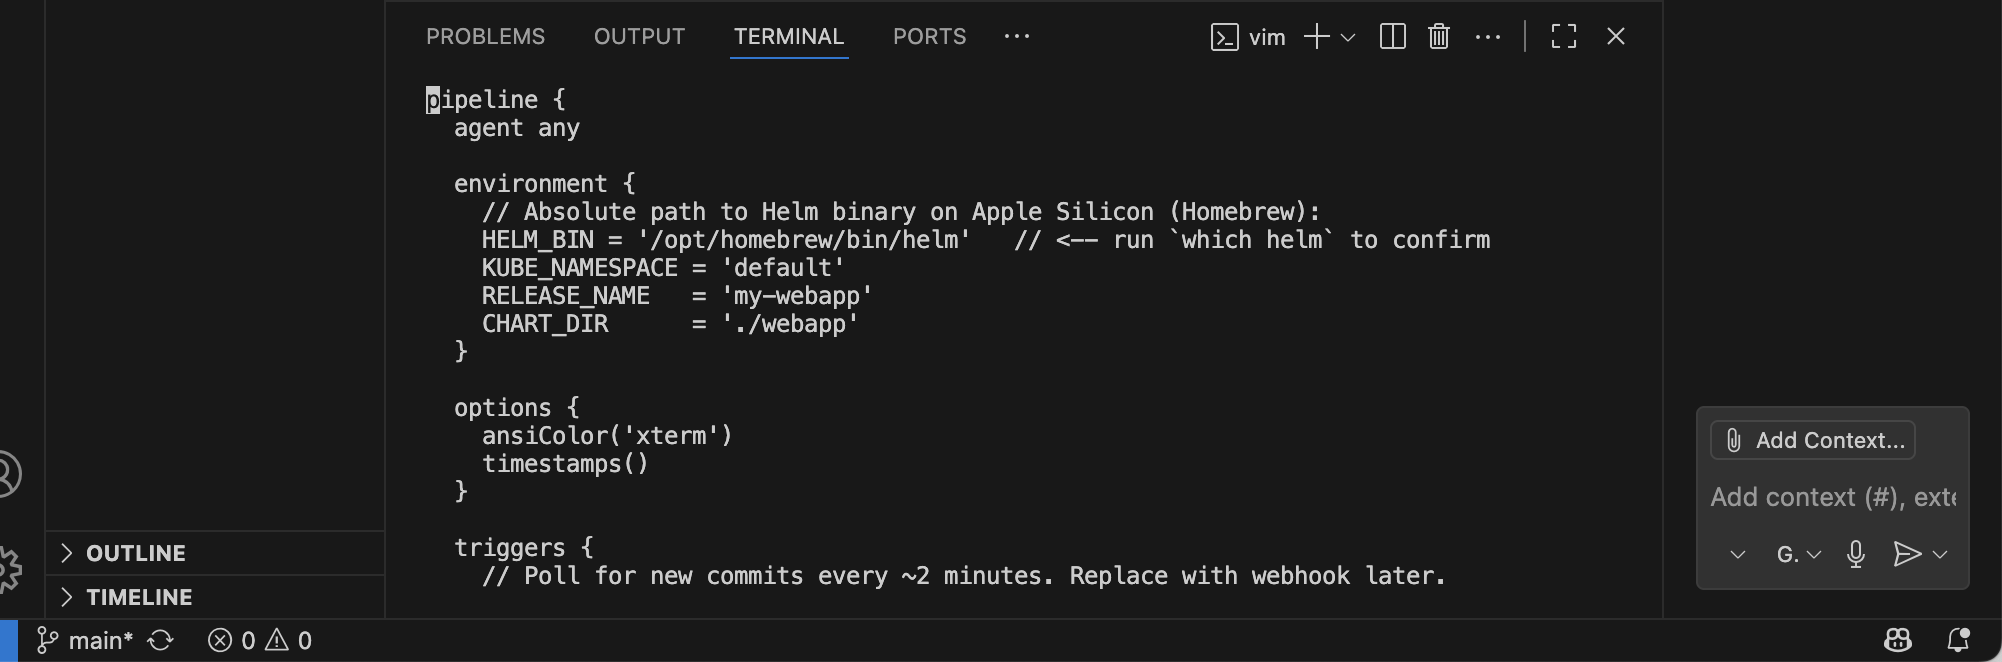 PROBLEMS OUTPUT TERMINAL PORTS ··· vim ···
pipeline {
  agent any

  environment {
    // Absolute path to Helm binary on Apple Silicon (Homebrew):
    HELM_BIN = '/opt/homebrew/bin/helm'   // <-- run `which helm` to confirm
    KUBE_NAMESPACE = 'default'
    RELEASE_NAME   = 'my-webapp'
    CHART_DIR      = './webapp'
  }

  options {
    ansiColor('xterm')
    timestamps()
  }

  triggers {
    // Poll for new commits every ~2 minutes. Replace with webhook later.
OUTLINE
TIMELINE
Add Context...
Add context (#), exte
G.
main* 0 0